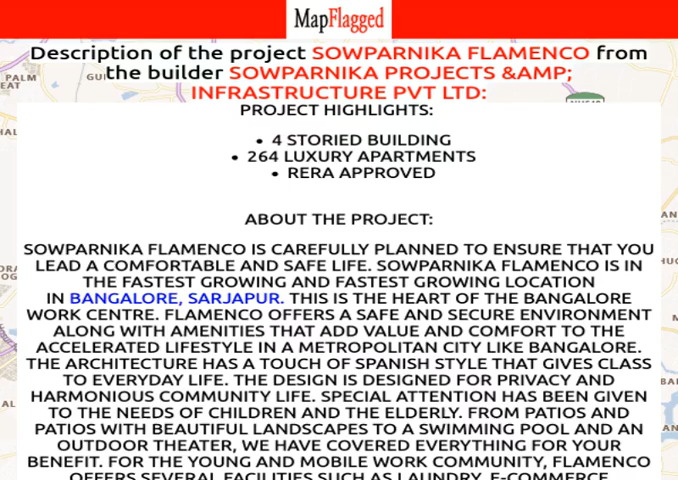 MapFlagged
Description of the project SOWPARNIKA FLAMENCO from
the builder SOWPARNIKA PROJECTS &AMP;
INFRASTRUCTURE PVT LTD:
PROJECT HIGHLIGHTS:
• 4 STORIED BUILDING
• 264 LUXURY APARTMENTS
• RERA APPROVED
ABOUT THE PROJECT:
SOWPARNIKA FLAMENCO IS CAREFULLY PLANNED TO ENSURE THAT YOU
LEAD A COMFORTABLE AND SAFE LIFE. SOWPARNIKA FLAMENCO IS IN
THE FASTEST GROWING AND FASTEST GROWING LOCATION
IN BANGALORE, SARJAPUR. THIS IS THE HEART OF THE BANGALORE
WORK CENTRE. FLAMENCO OFFERS A SAFE AND SECURE ENVIRONMENT
ALONG WITH AMENITIES THAT ADD VALUE AND COMFORT TO THE
ACCELERATED LIFESTYLE IN A METROPOLITAN CITY LIKE BANGALORE.
THE ARCHITECTURE HAS A TOUCH OF SPANISH STYLE THAT GIVES CLASS
TO EVERYDAY LIFE. THE DESIGN IS DESIGNED FOR PRIVACY AND
HARMONIOUS COMMUNITY LIFE. SPECIAL ATTENTION HAS BEEN GIVEN
TO THE NEEDS OF CHILDREN AND THE ELDERLY. FROM PATIOS AND
PATIOS WITH BEAUTIFUL LANDSCAPES TO A SWIMMING POOL AND AN
OUTDOOR THEATER, WE HAVE COVERED EVERYTHING FOR YOUR
BENEFIT. FOR THE YOUNG AND MOBILE WORK COMMUNITY, FLAMENCO
OFFERS SEVERAL FACILITIES SUCH AS LAUNDRY, E-COMMERCE
PALM